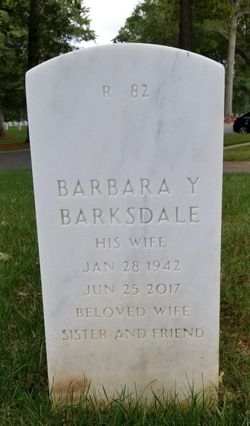 R 82
BARBARA Y
BARKSDALE
HIS WIFE
JAN 28 1942
JUN 25 2017
BELOVED WIFE
SISTER AND FRIEND